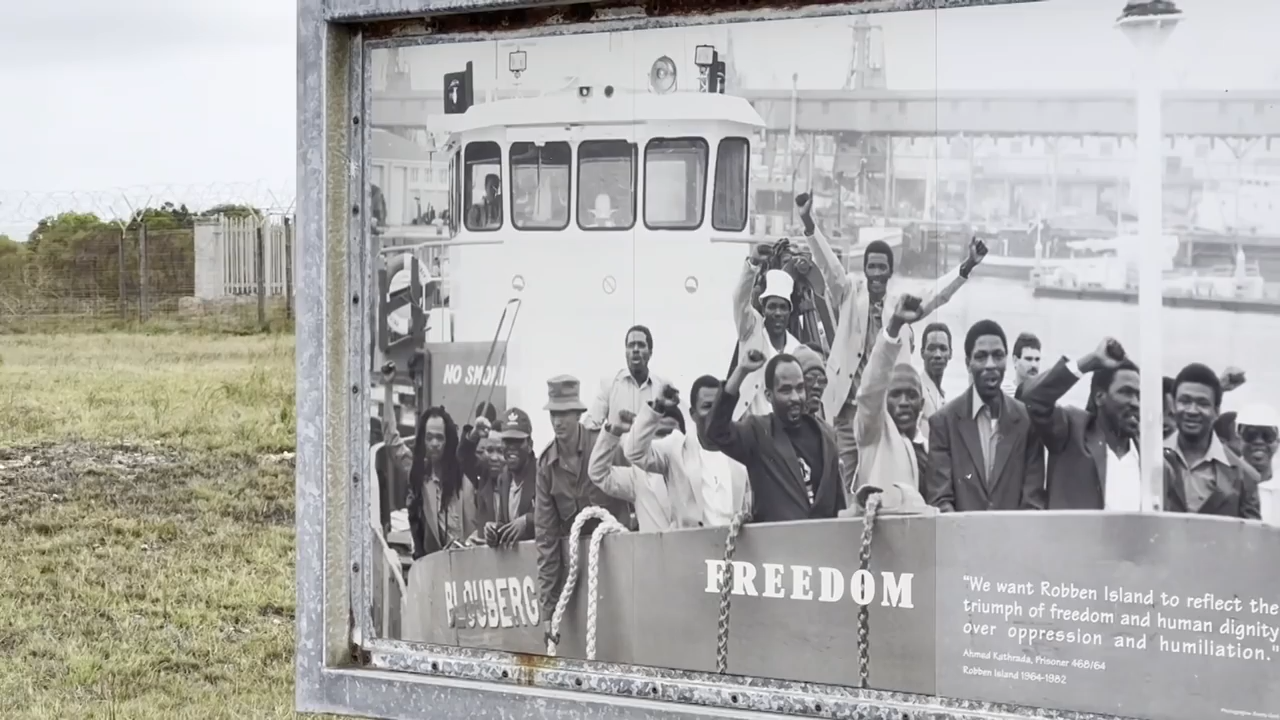 NO SMOKI
BLOUBERG
FREEDOM
"We want Robben Island to reflect the
triumph of freedom and human dignity
over oppression and humiliation."
Ahmed Kathrada, Prisoner 468/64
Robben Island 1964-1982